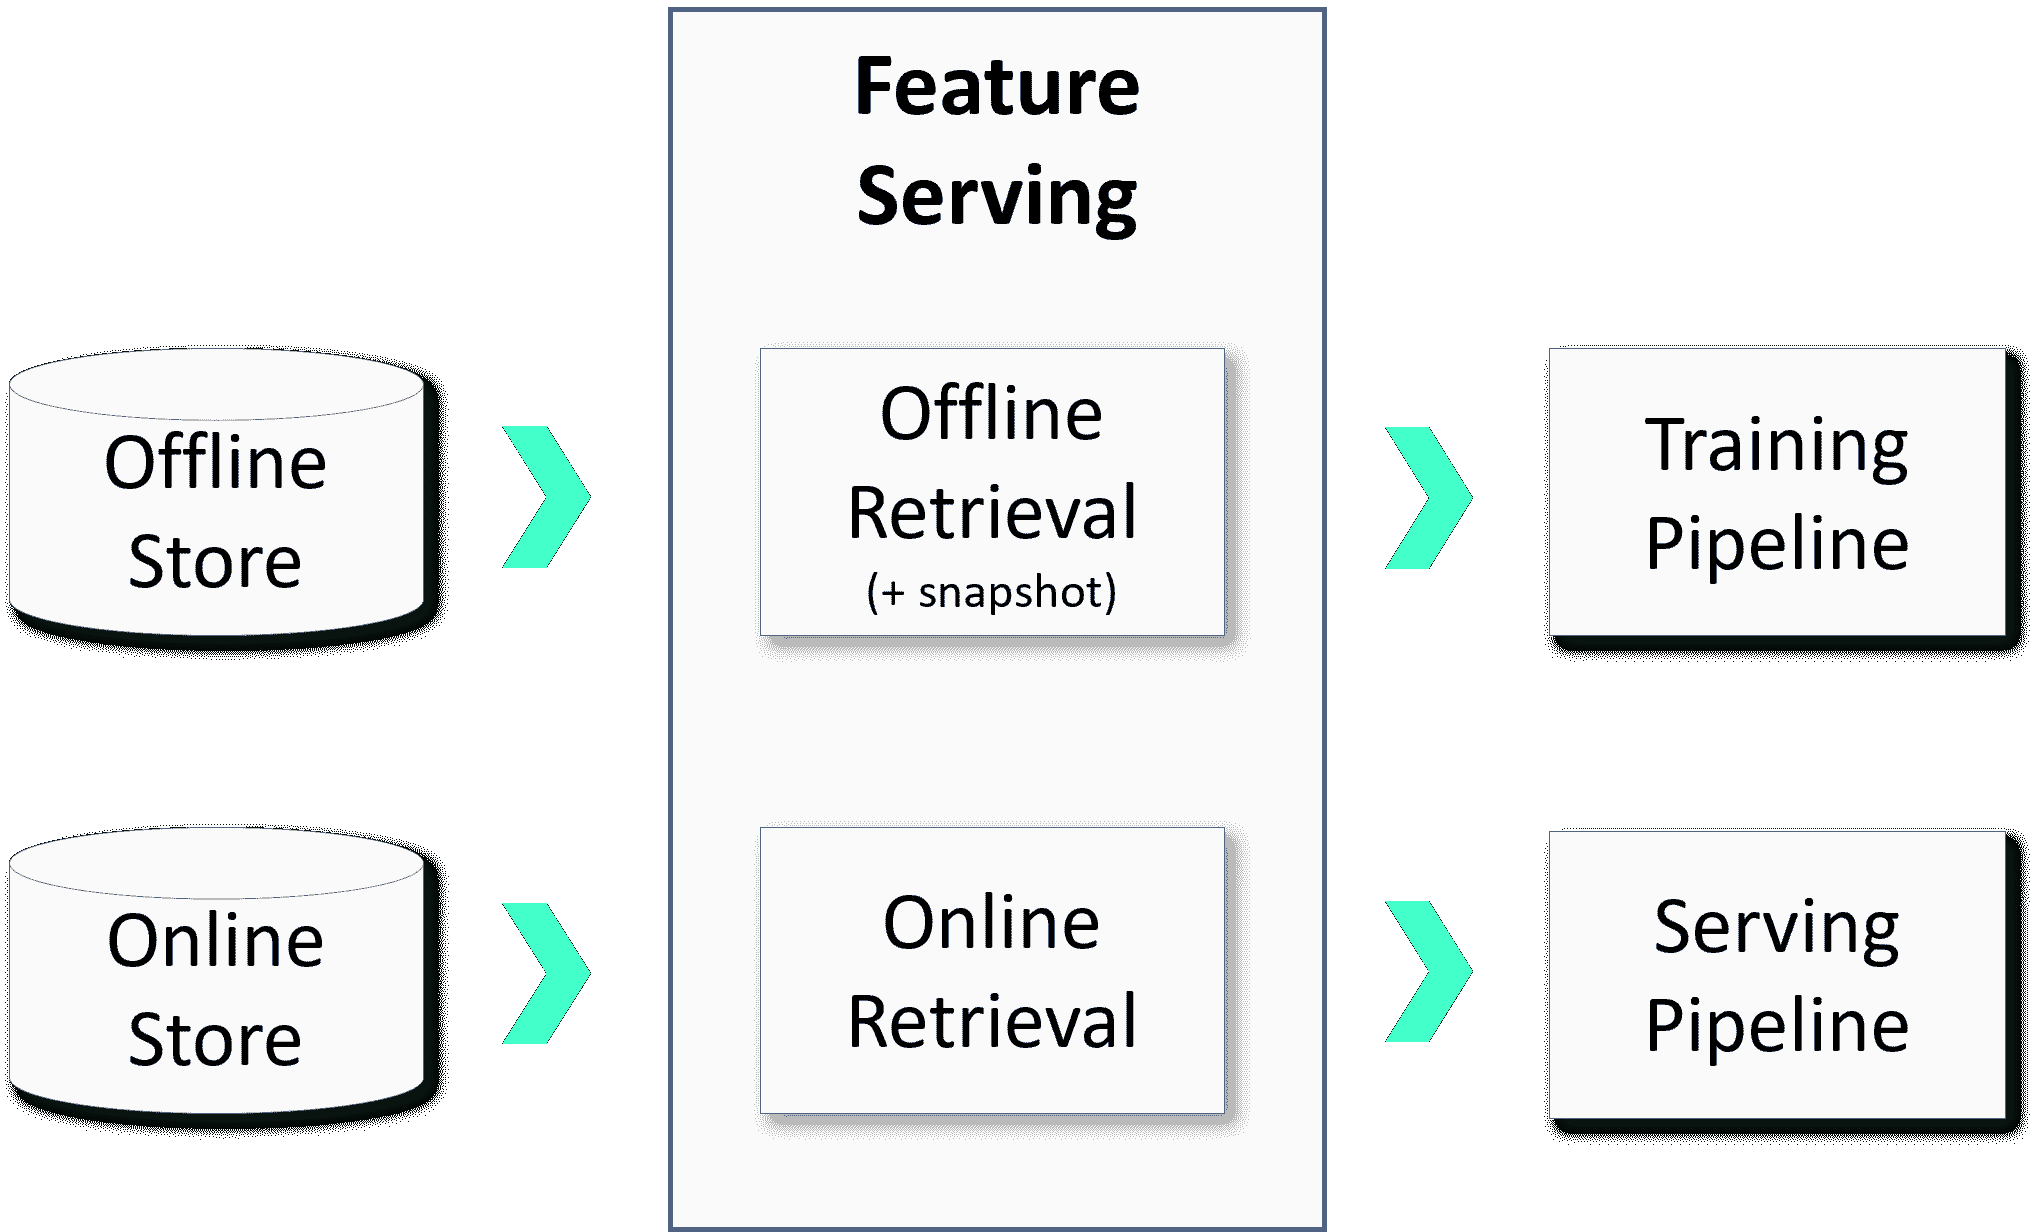 Feature
Serving
Offline
Store
Offline
Retrieval
(+ snapshot)
Training
Pipeline
Online
Store
Online
Retrieval
Serving
Pipeline